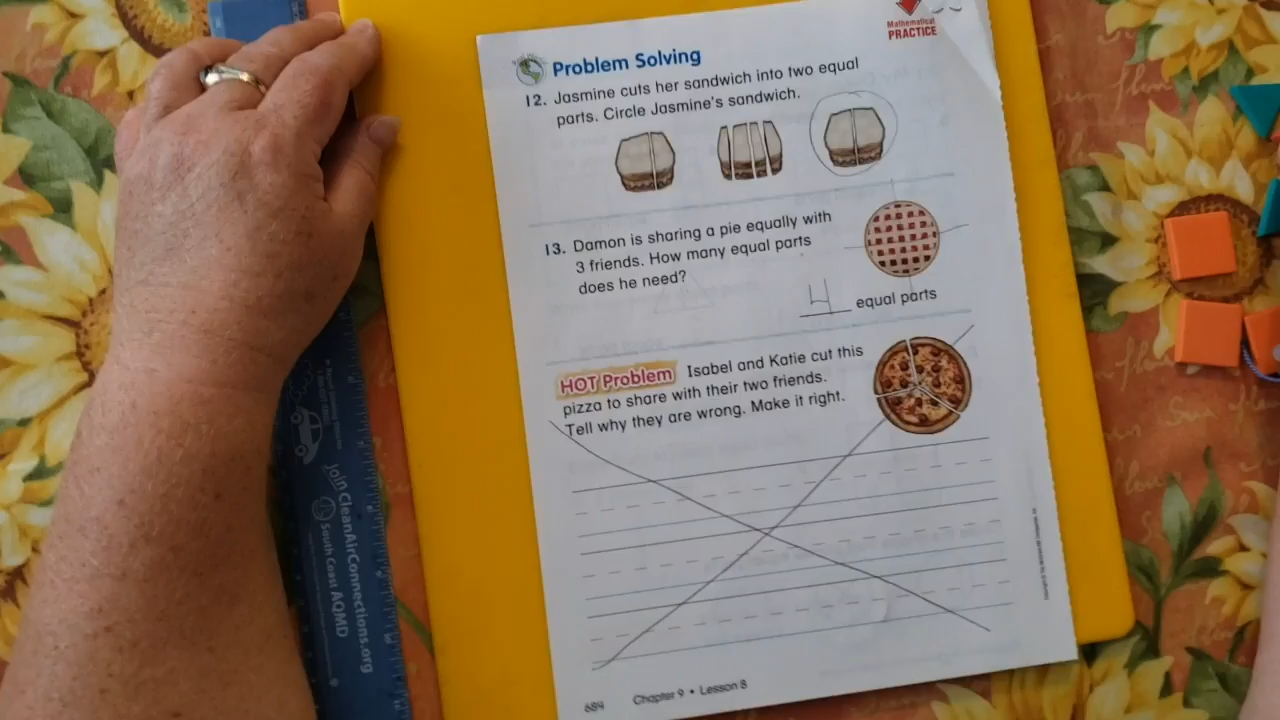 Mathematical
PRACTICE
Problem Solving
12. Jasmine cuts her sandwich into two equal
parts. Circle Jasmine's sandwich.
13. Damon is sharing a pie equally with
3 friends. How many equal parts
does he need?
4 equal parts
HOT Problem Isabel and Katie cut this
pizza to share with their two friends.
Tell why they are wrong. Make it right.
684 Chapter 9 • Lesson 8
Join CleanAirConnections.org
South Coast AQMD